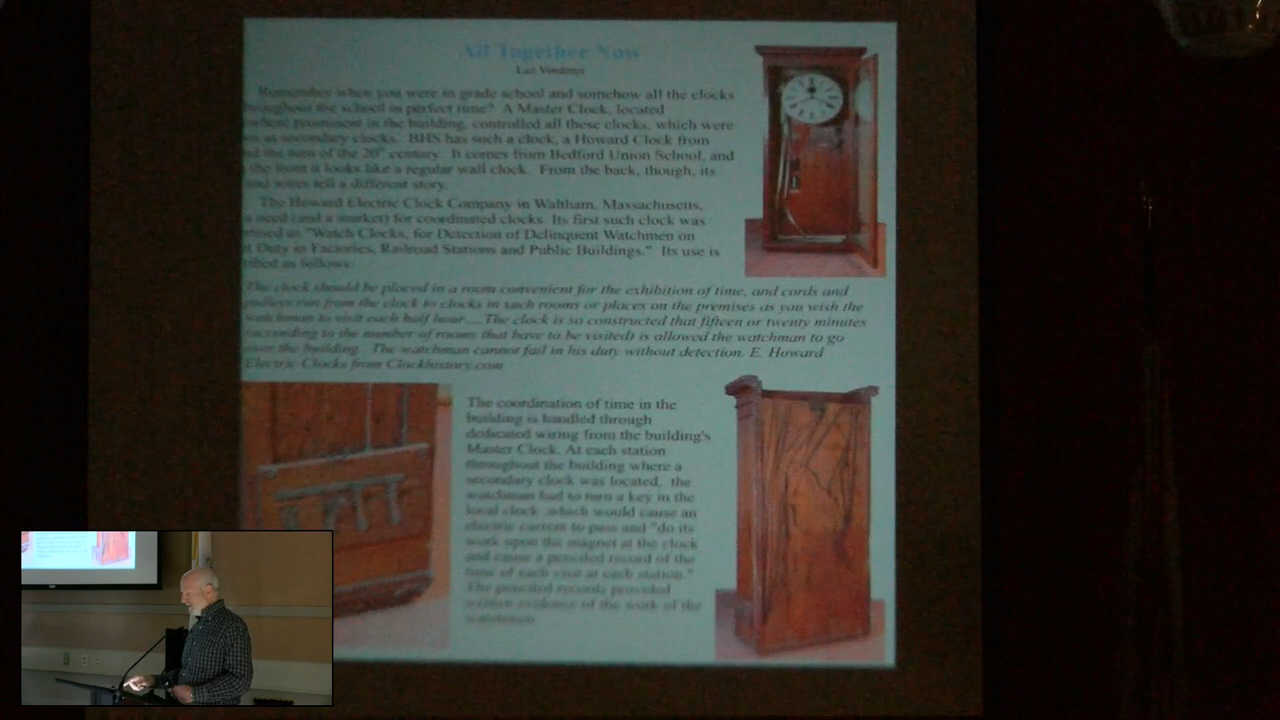 All Together Now
Remember when you were in grade school and somehow all the clocks
throughout the school in perfect time? A Master Clock, located
prominent in the building, controlled all these clocks, which were
as secondary clocks. BHS has such a clock, a Howard Clock from
the turn of the 20th century. It comes from Bedford Union School, and
the front it looks like a regular wall clock. From the back, though, its
and wires tell a different story.
The Howard Electric Clock Company in Waltham, Massachusetts,
a need (and a market) for coordinated clocks. Its first such clock was
as "Watch Clocks, for Detection of Delinquent Watchmen on
Duty in Factories, Railroad Stations and Public Buildings." Its use is
as follows:
The clock should be placed in a room convenient for the exhibition of time, and cords and
pulleys run from the clock to clocks in such rooms or places on the premises as you wish the
watchman to visit each half hour.... The clock is so constructed that fifteen or twenty minutes
(according to the number of rooms that have to be visited) is allowed the watchman to go
over the building. The watchman cannot fail in his duty without detection. E. Howard
Electric Clocks from Clockhistory.com
The coordination of time in the
building is handled through
dedicated wiring from the building's
Master Clock. At each station
throughout the building where a
secondary clock was located, the
watchman had to turn a key in the
local clock ,which would cause an
electric current to pass and "do its
work upon the magnet at the clock
and cause a penciled record of the
time of each visit at each station."
The penciled records provided
written evidence of the work of the
watchman.